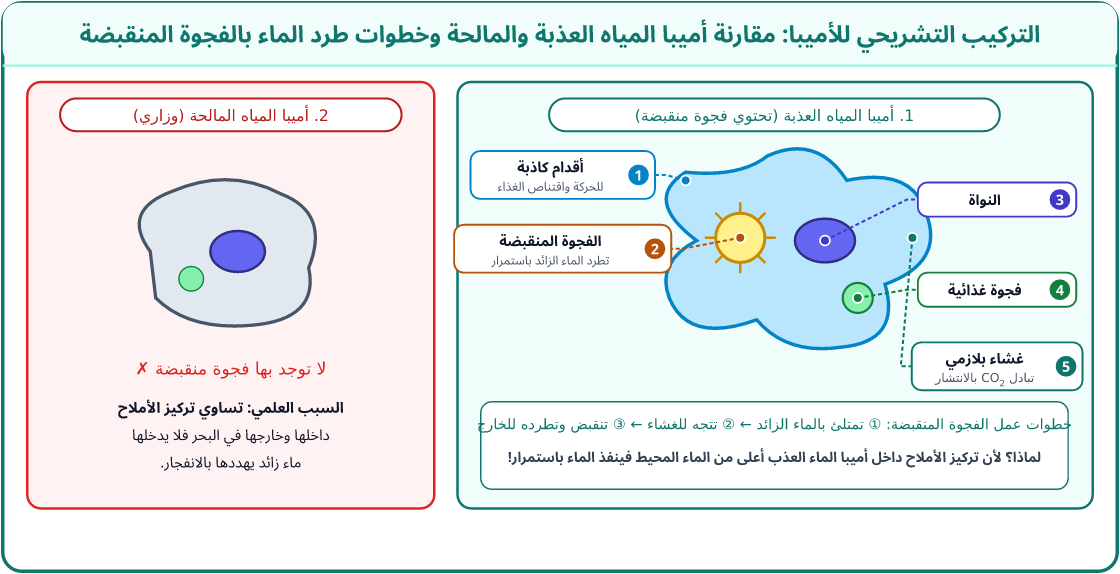 التركيب التشريحي للأميبا: مقارنة أميبا المياه العذبة والمالحة وخطوات طرد الماء بالفجوة المنقبضة
1. أميبا المياه العذبة (تحتوي فجوة منقبضة)
1 أقدام كاذبة
للحركة واقتناص الغذاء
2 الفجوة المنقبضة
تطرد الماء الزائد باستمرار
3 النواة
4 فجوة غذائية
5 غشاء بلازمي
تبادل CO₂ بالانتشار
خطوات عمل الفجوة المنقبضة: ① تمتلئ بالماء الزائد ← ② تتجه للغشاء ← ③ تنقبض وتطرده للخارج
لماذا؟ لأن تركيز الأملاح داخل أميبا الماء العذب أعلى من الماء المحيط فينفذ الماء باستمرار!
2. أميبا المياه المالحة (وزاري)
لا توجد بها فجوة منقبضة ✗
السبب العلمي: تساوي تركيز الأملاح
داخلها وخارجها في البحر فلا يدخلها
ماء زائد يهددها بالانفجار.